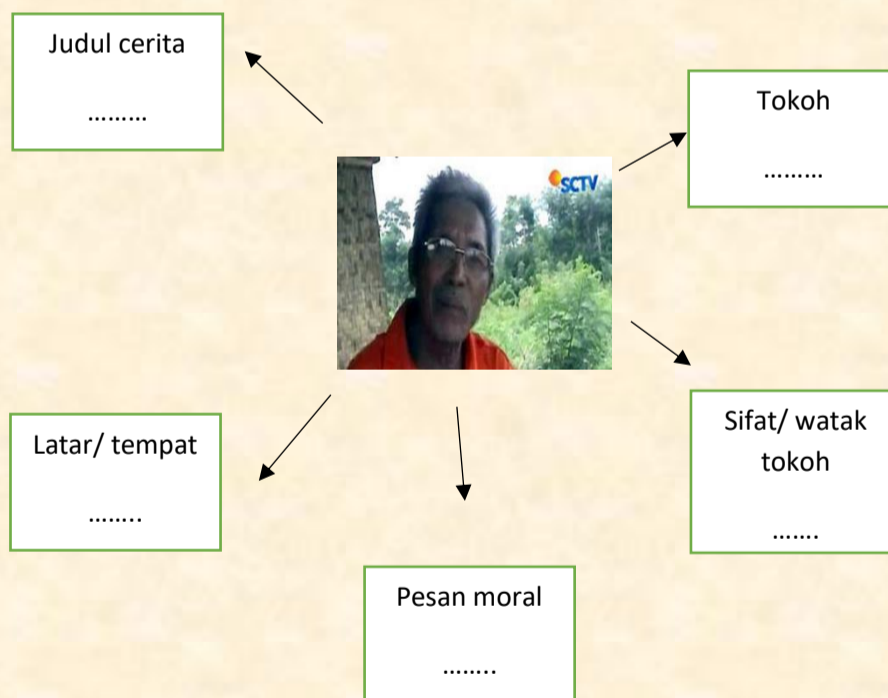 Judul cerita
.........
Tokoh
.........
SCTV
Sifat/ watak
tokoh
.......
Latar/ tempat
........
Pesan moral
........